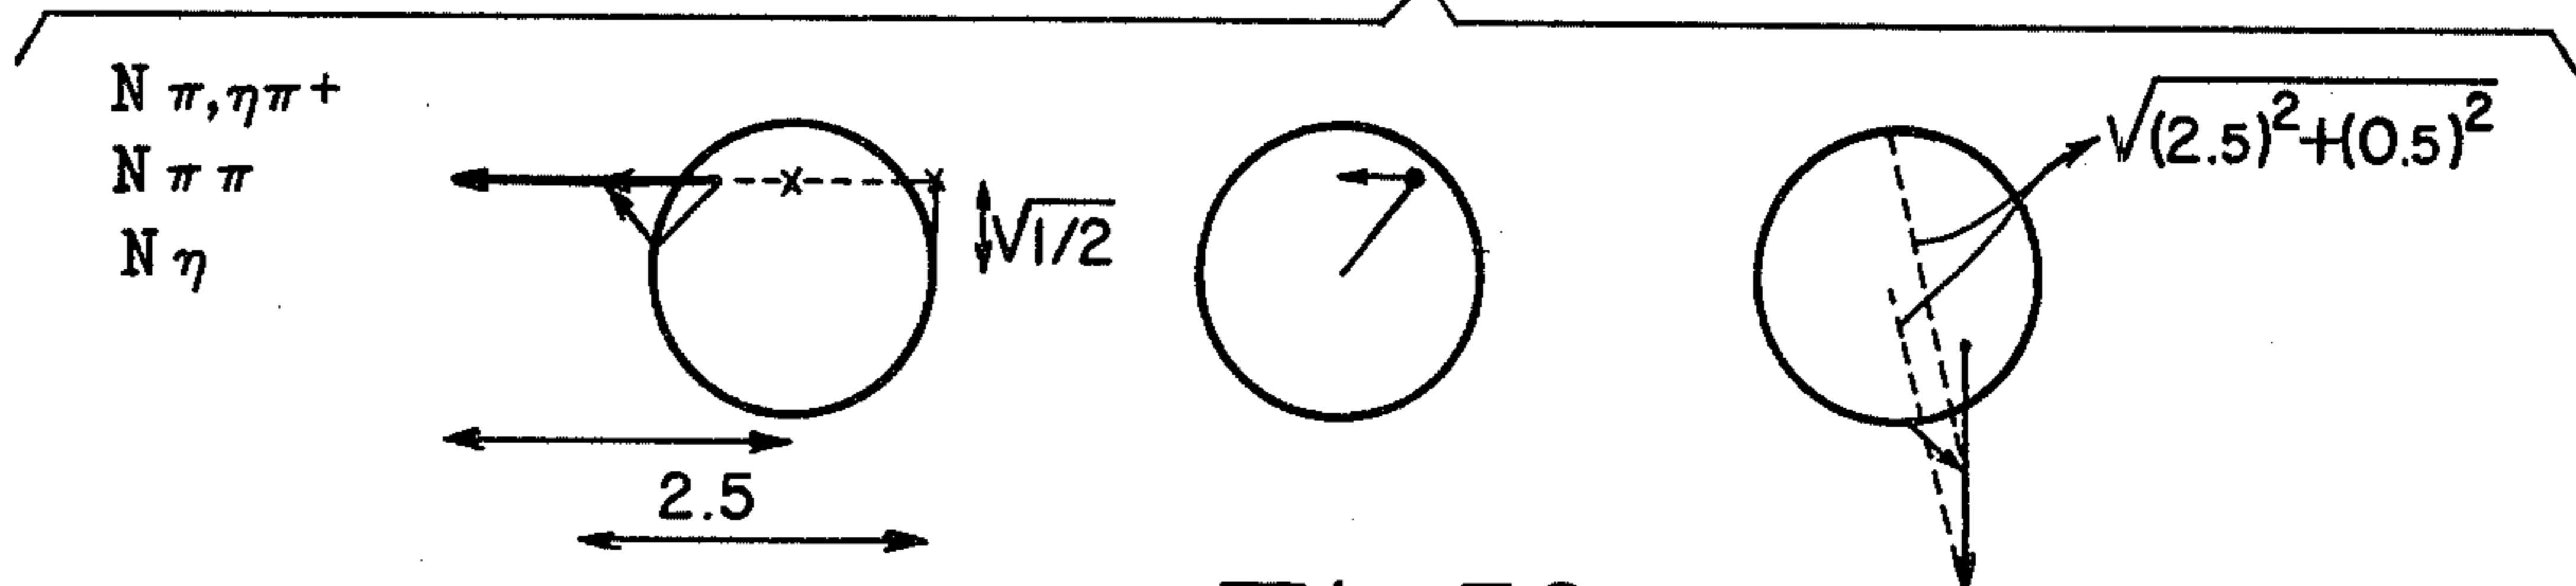 N π,ηπ+
N π π
N η
√1/2
2.5
√(2.5)²+(0.5)²